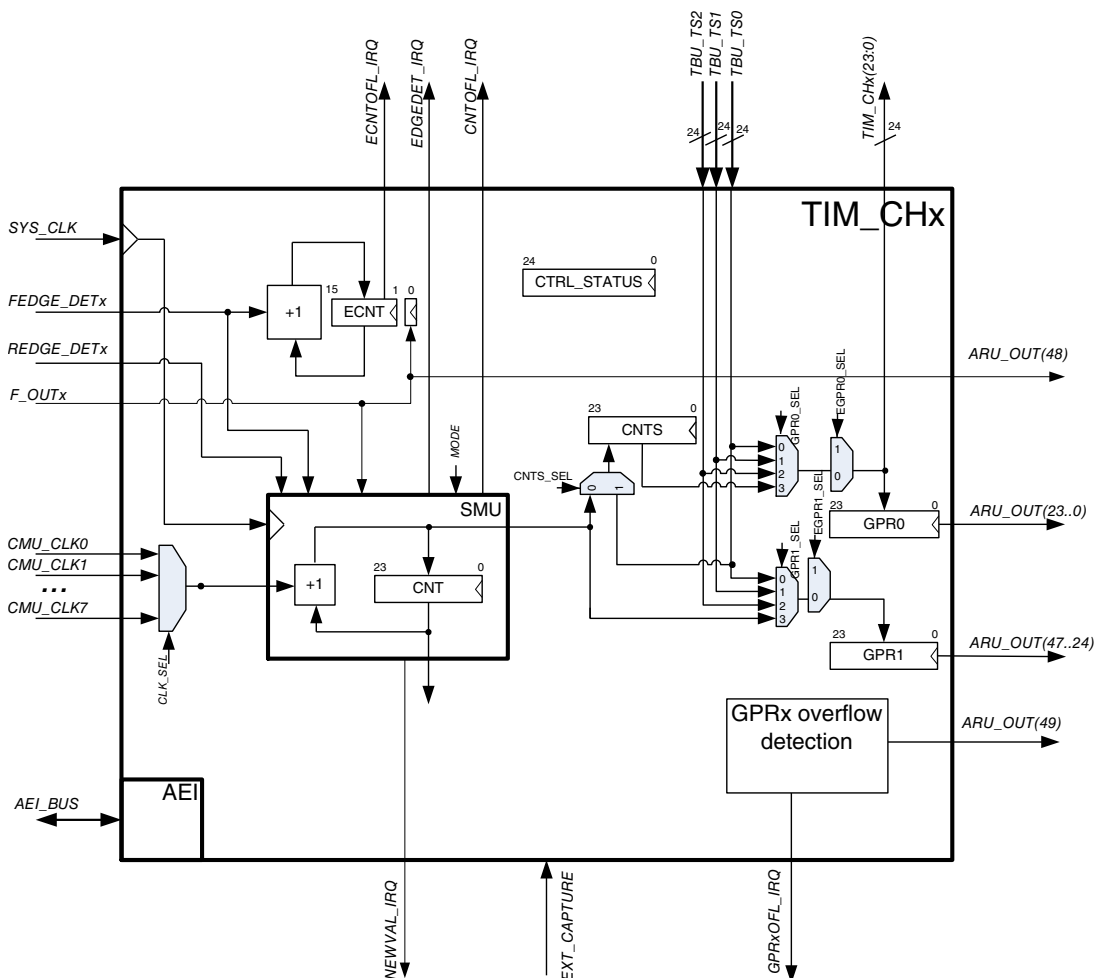 ECNTOFL_IRQ
EDGEDET_IRQ
CNTOFL_IRQ
TBU_TS2
TBU_TS1
TBU_TS0
TIM_CHx(23:0)
24
24
24
24
TIM_CHx
SYS_CLK
FEDGE_DETx
REDGE_DETx
F_OUTx
+1
15
ECNT
1
0
24
0
CTRL_STATUS
ARU_OUT(48)
23
0
CNTS
CNTS_SEL
0
1
MODE
GPR0_SEL
0
1
2
3
EGPR0_SEL
1
0
23
0
GPR0
ARU_OUT(23..0)
SMU
CMU_CLK0
CMU_CLK1
...
CMU_CLK7
CLK_SEL
+1
23
0
CNT
GPR1_SEL
0
1
2
3
EGPR1_SEL
1
0
23
0
GPR1
ARU_OUT(47..24)
GPRx overflow
detection
ARU_OUT(49)
AEI
AEI_BUS
NEWVAL_IRQ
EXT_CAPTURE
GPRxOFL_IRQ